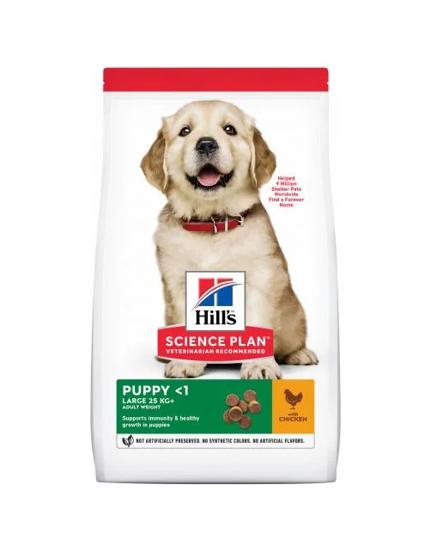 Helped
9 Million
Shelter Pets
Worldwide
Find a Forever
Home
Hill's
SCIENCE PLAN™
VETERINARIAN RECOMMENDED
PUPPY <1
LARGE 25 KG+
ADULT WEIGHT
Supports immunity & healthy
growth in puppies
with
CHICKEN
NOT ARTIFICIALLY PRESERVED. NO SYNTHETIC COLORS. NO ARTIFICIAL FLAVORS.